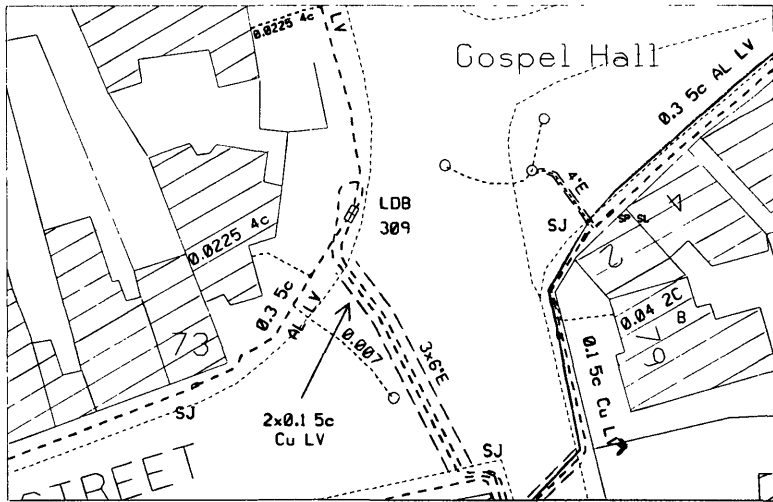 0.0225 4c
LV
Gospel Hall
0.3 5c AL LV
4"E
LDB
309
SJ
SP SL
4
2
0.0225 4c
0.3 5c
AL LV
0.007
3x6"E
0.04 2C
B
73
0.1 5c Cu LV
SJ
2x0.1 5c
Cu LV
SJ
STREET